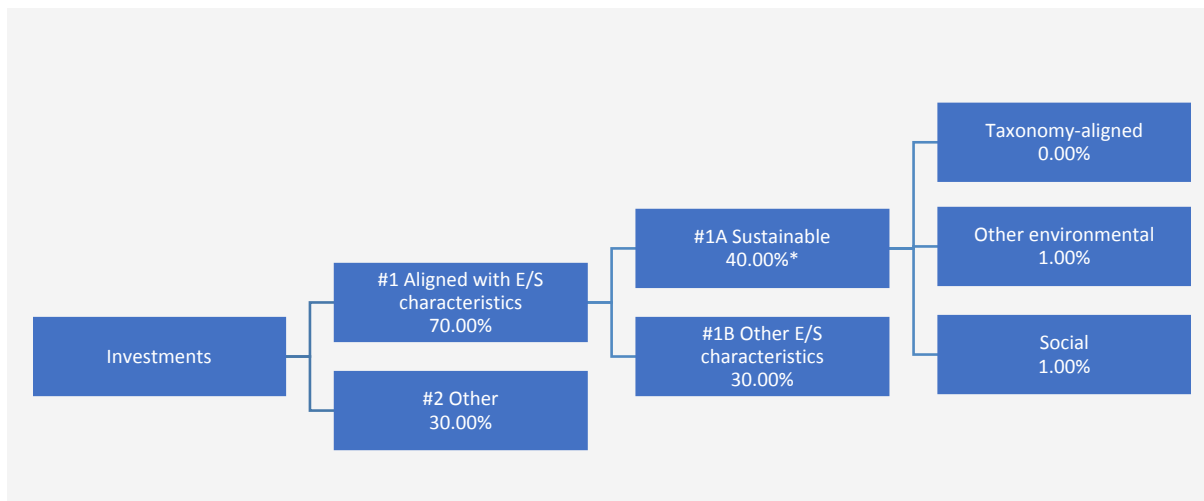 Investments
#1 Aligned with E/S
characteristics
70.00%
#2 Other
30.00%
#1A Sustainable
40.00%*
#1B Other E/S
characteristics
30.00%
Taxonomy-aligned
0.00%
Other environmental
1.00%
Social
1.00%